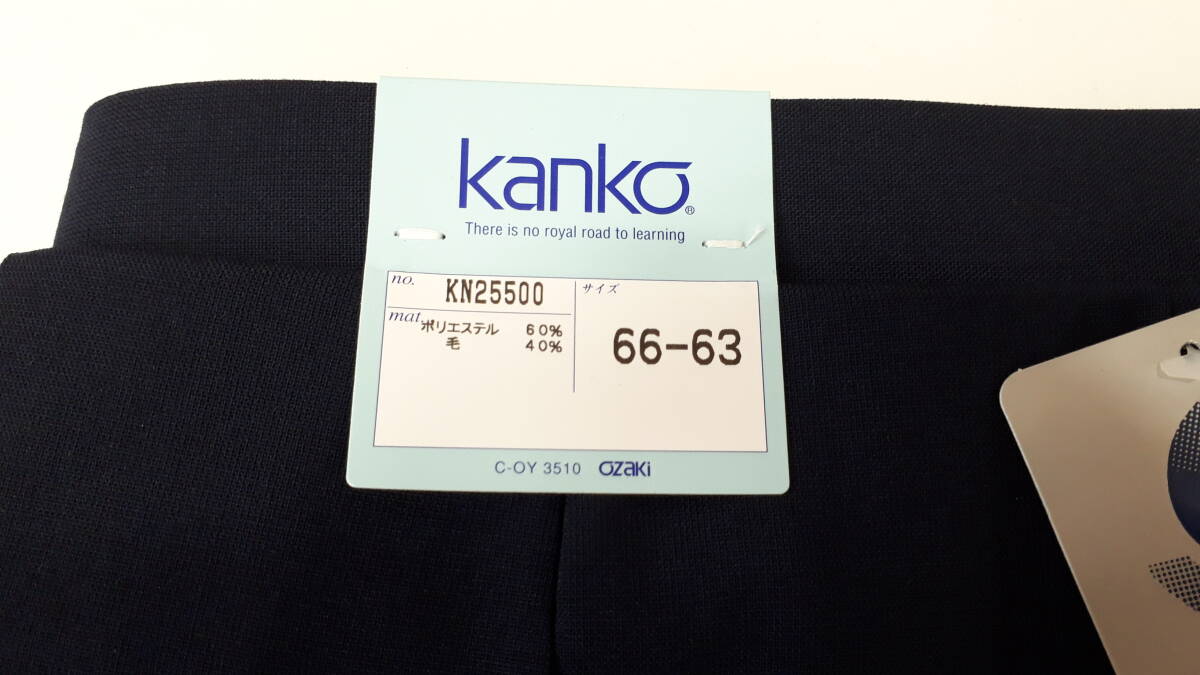 kanko®
There is no royal road to learning
no. KN25500
mat. ポリエステル 60%
毛 40%
サイズ
66-63
C-OY 3510 OZAKI